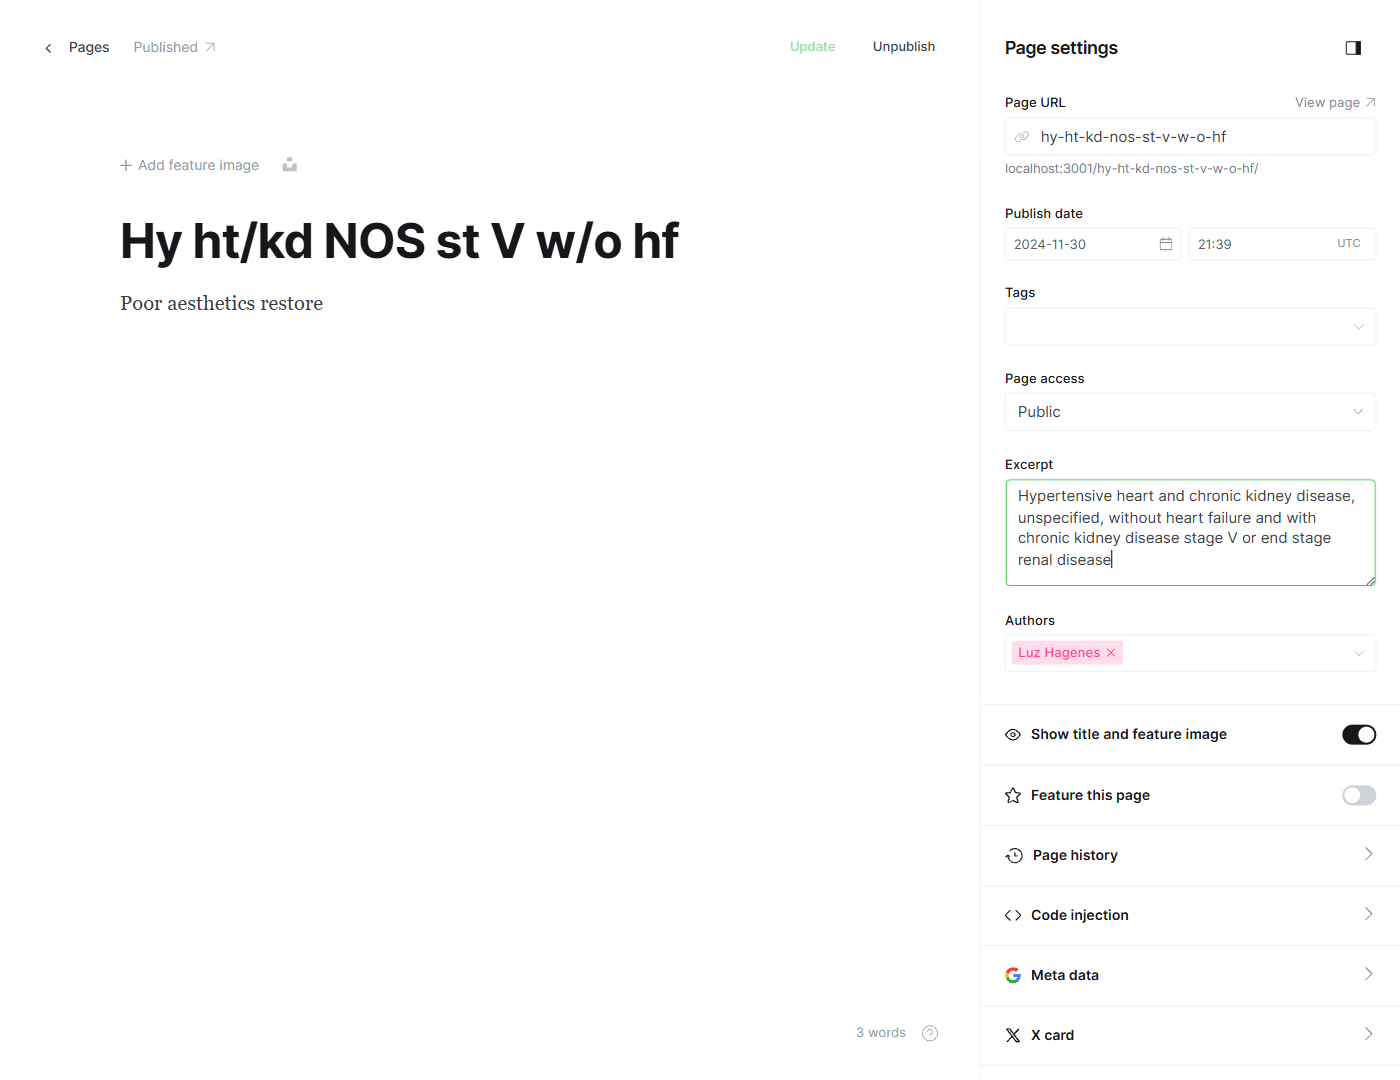 Pages
Published
Update
Unpublish
Add feature image
Hy ht/kd NOS st V w/o hf
Poor aesthetics restore
3 words
Page settings
Page URL
View page
hy-ht-kd-nos-st-v-w-o-hf
localhost:3001/hy-ht-kd-nos-st-v-w-o-hf/
Publish date
2024-11-30
21:39
UTC
Tags
Page access
Public
Excerpt
Hypertensive heart and chronic kidney disease,
unspecified, without heart failure and with
chronic kidney disease stage V or end stage
renal disease
Authors
Luz Hagenes
Show title and feature image
Feature this page
Page history
Code injection
Meta data
X card